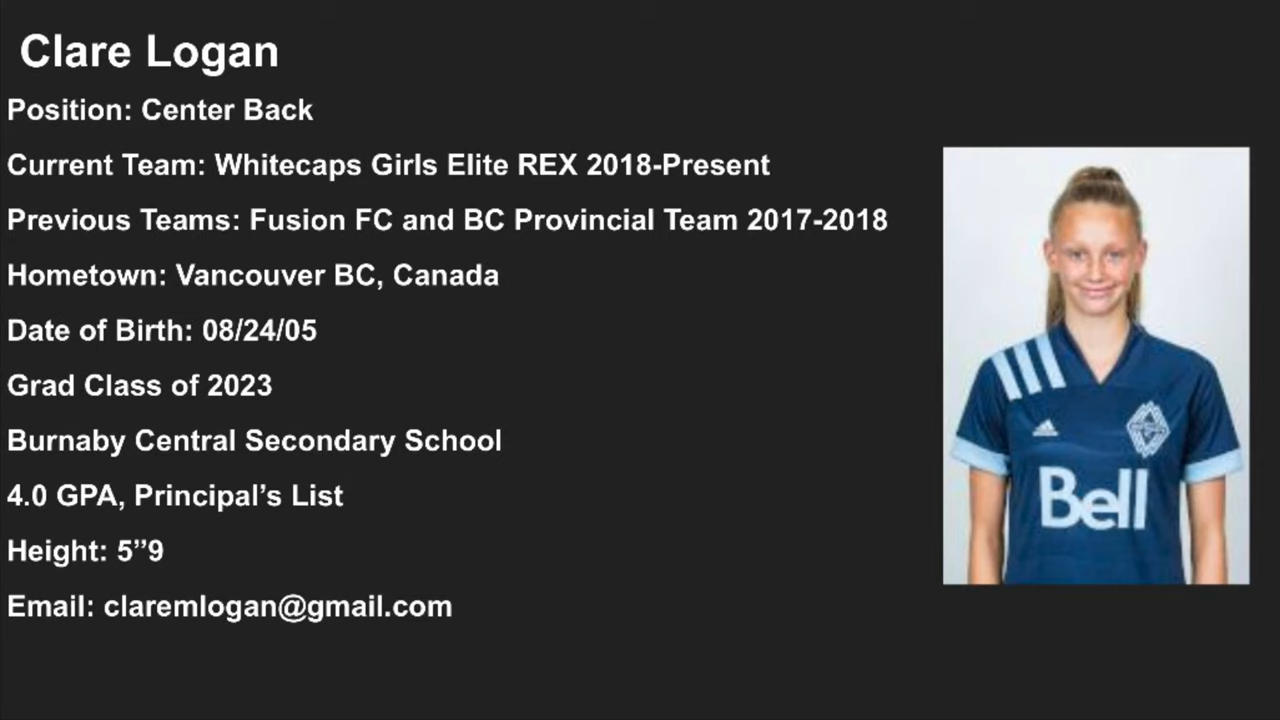 Clare Logan
Position: Center Back
Current Team: Whitecaps Girls Elite REX 2018-Present
Previous Teams: Fusion FC and BC Provincial Team 2017-2018
Hometown: Vancouver BC, Canada
Date of Birth: 08/24/05
Grad Class of 2023
Burnaby Central Secondary School
4.0 GPA, Principal’s List
Height: 5”9
Email: claremlogan@gmail.com
Bell